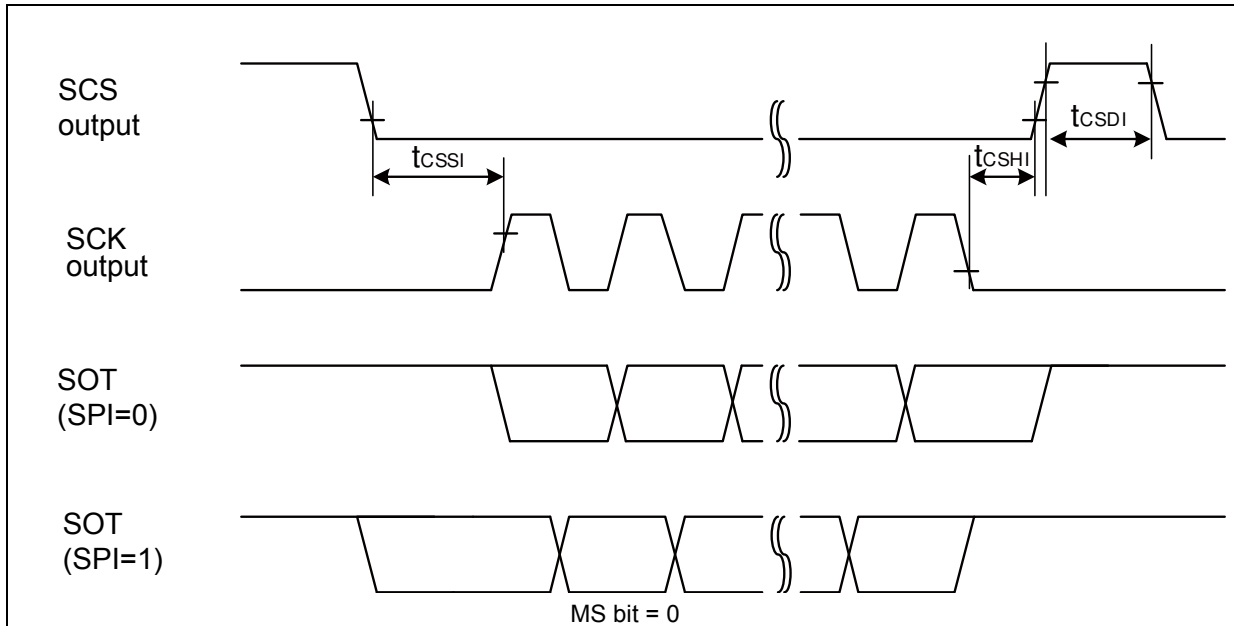 SCS
output
tCSSI
tCSHI
tCSDI
SCK
output
SOT
(SPI=0)
SOT
(SPI=1)
MS bit = 0